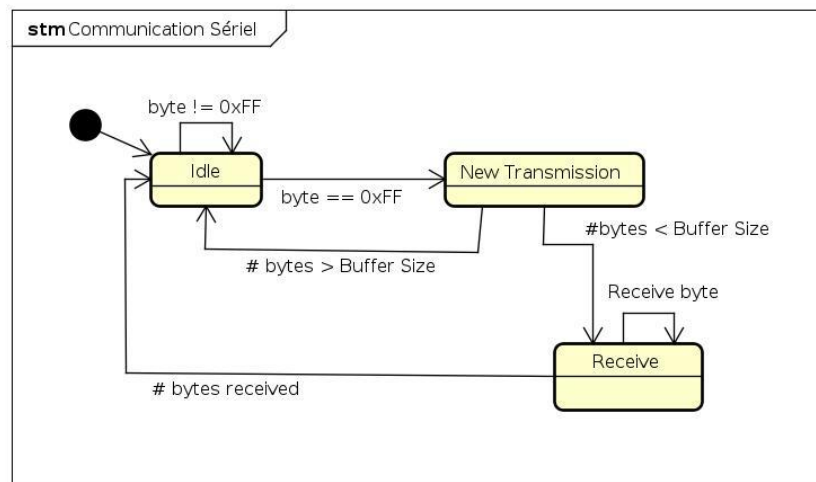 stm Communication Sériel
byte != 0xFF
Idle
New Transmission
byte == 0xFF
#bytes < Buffer Size
# bytes > Buffer Size
Receive byte
Receive
# bytes received